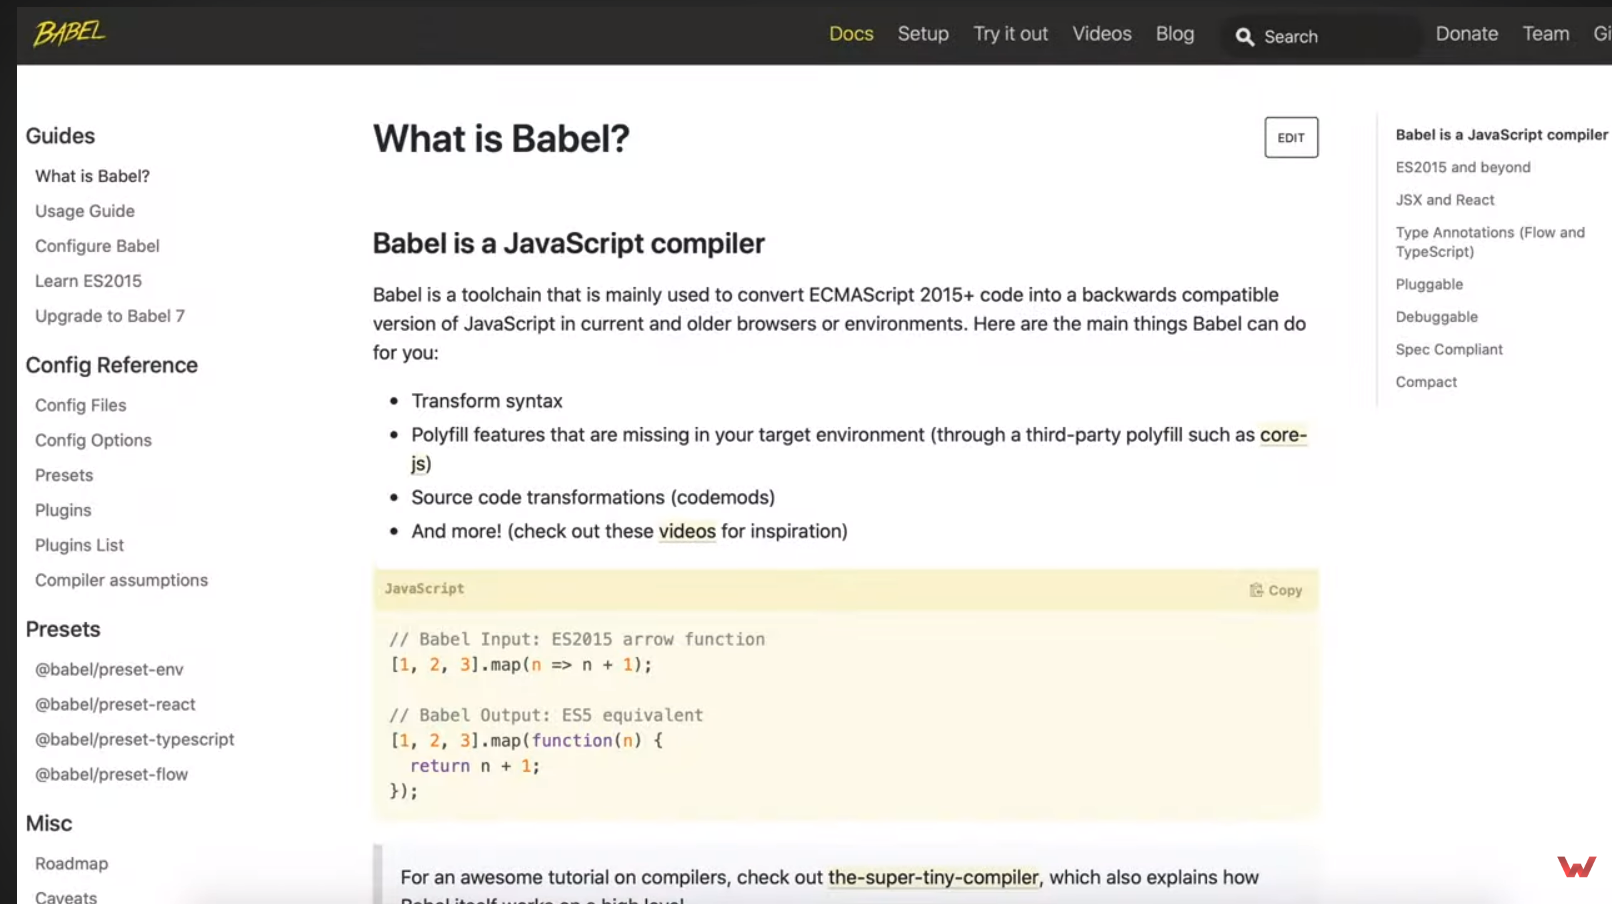 BABEL
Docs
Setup
Try it out
Videos
Blog
Search
Donate
Team
Guides
What is Babel?
Usage Guide
Configure Babel
Learn ES2015
Upgrade to Babel 7
Config Reference
Config Files
Config Options
Presets
Plugins
Plugins List
Compiler assumptions
Presets
@babel/preset-env
@babel/preset-react
@babel/preset-typescript
@babel/preset-flow
Misc
Roadmap
Caveats
What is Babel?
EDIT
Babel is a JavaScript compiler
Babel is a toolchain that is mainly used to convert ECMAScript 2015+ code into a backwards compatible
version of JavaScript in current and older browsers or environments. Here are the main things Babel can do
for you:
• Transform syntax
• Polyfill features that are missing in your target environment (through a third-party polyfill such as core-
js)
• Source code transformations (codemods)
• And more! (check out these videos for inspiration)
JavaScript
Copy
// Babel Input: ES2015 arrow function
[1, 2, 3].map(n => n + 1);
// Babel Output: ES5 equivalent
[1, 2, 3].map(function(n) {
return n + 1;
});
For an awesome tutorial on compilers, check out the-super-tiny-compiler, which also explains how
Babel itself works on a high level.
Babel is a JavaScript compiler
ES2015 and beyond
JSX and React
Type Annotations (Flow and
TypeScript)
Pluggable
Debuggable
Spec Compliant
Compact